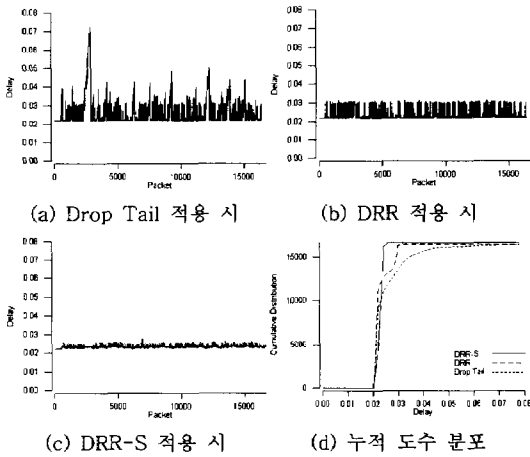 0.08
0.07
0.06
0.05
0.04
0.03
0.02
0.01
0.00
Delay
0
5000
10000
15000
Packet
(a) Drop Tail 적용 시
0.08
0.07
0.06
0.05
0.04
0.03
0.02
0.01
0.00
Delay
0
5000
10000
15000
Packet
(b) DRR 적용 시
0.08
0.07
0.06
0.05
0.04
0.03
0.02
0.01
0.00
Delay
0
5000
10000
15000
Packet
(c) DRR-S 적용 시
15000
10000
5000
0
Cumulative Distribution
DRR-S
DRR
Drop Tail
0.00 0.01 0.02 0.03 0.04 0.05 0.06 0.07 0.08
Delay
(d) 누적 도수 분포